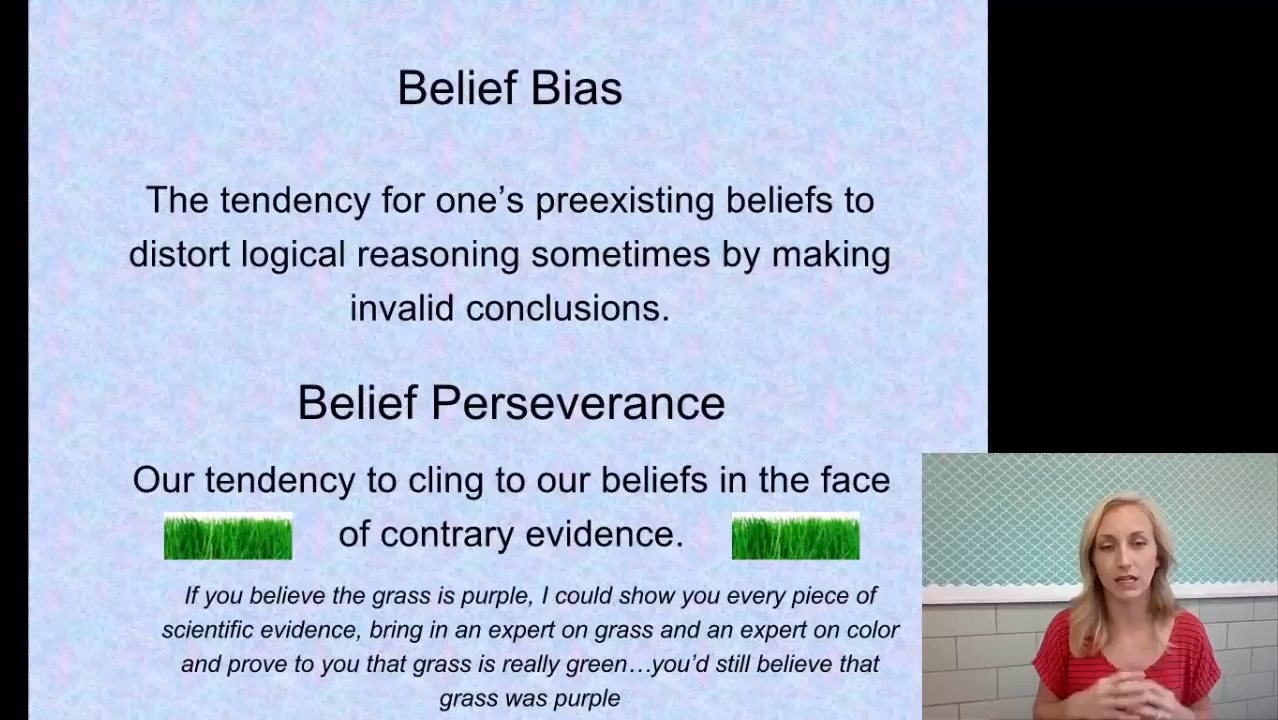 Belief Bias
The tendency for one’s preexisting beliefs to
distort logical reasoning sometimes by making
invalid conclusions.
Belief Perseverance
Our tendency to cling to our beliefs in the face
of contrary evidence.
If you believe the grass is purple, I could show you every piece of
scientific evidence, bring in an expert on grass and an expert on color
and prove to you that grass is really green…you’d still believe that
grass was purple